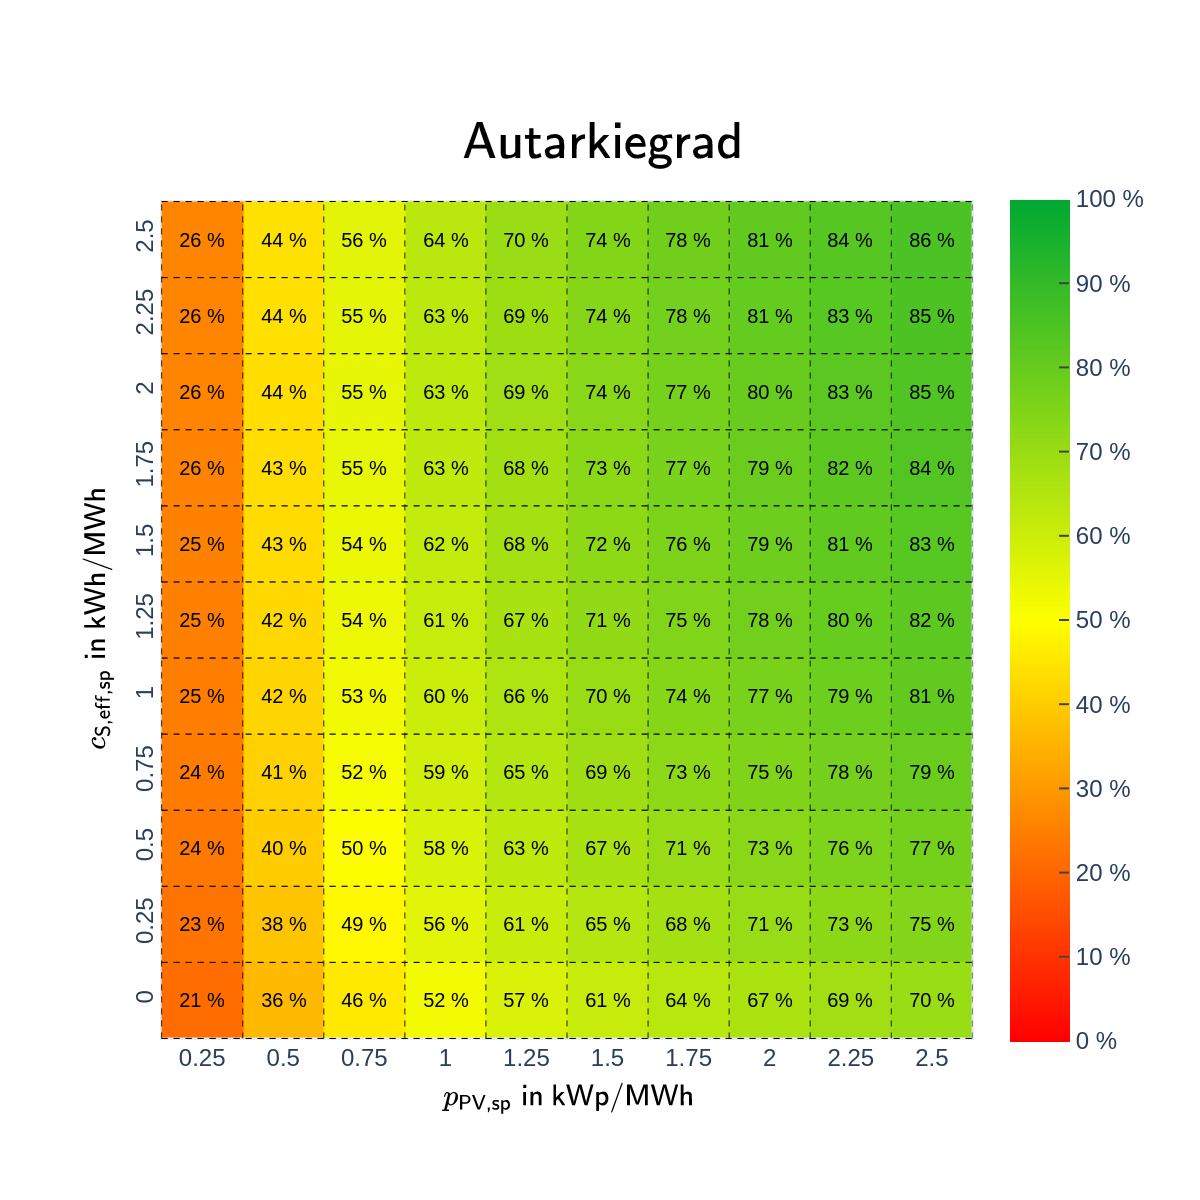 Autarkiegrad
2.5 26 % 44 % 56 % 64 % 70 % 74 % 78 % 81 % 84 % 86 %
2.25 26 % 44 % 55 % 63 % 69 % 74 % 78 % 81 % 83 % 85 %
2 26 % 44 % 55 % 63 % 69 % 74 % 77 % 80 % 83 % 85 %
1.75 26 % 43 % 55 % 63 % 68 % 73 % 77 % 79 % 82 % 84 %
1.5 25 % 43 % 54 % 62 % 68 % 72 % 76 % 79 % 81 % 83 %
1.25 25 % 42 % 54 % 61 % 67 % 71 % 75 % 78 % 80 % 82 %
1 25 % 42 % 53 % 60 % 66 % 70 % 74 % 77 % 79 % 81 %
0.75 24 % 41 % 52 % 59 % 65 % 69 % 73 % 75 % 78 % 79 %
0.5 24 % 40 % 50 % 58 % 63 % 67 % 71 % 73 % 76 % 77 %
0.25 23 % 38 % 49 % 56 % 61 % 65 % 68 % 71 % 73 % 75 %
0 21 % 36 % 46 % 52 % 57 % 61 % 64 % 67 % 69 % 70 %
0.25 0.5 0.75 1 1.25 1.5 1.75 2 2.25 2.5
pPV,sp in kWp/MWh
cS,eff,sp in kWh/MWh
100 %
90 %
80 %
70 %
60 %
50 %
40 %
30 %
20 %
10 %
0 %